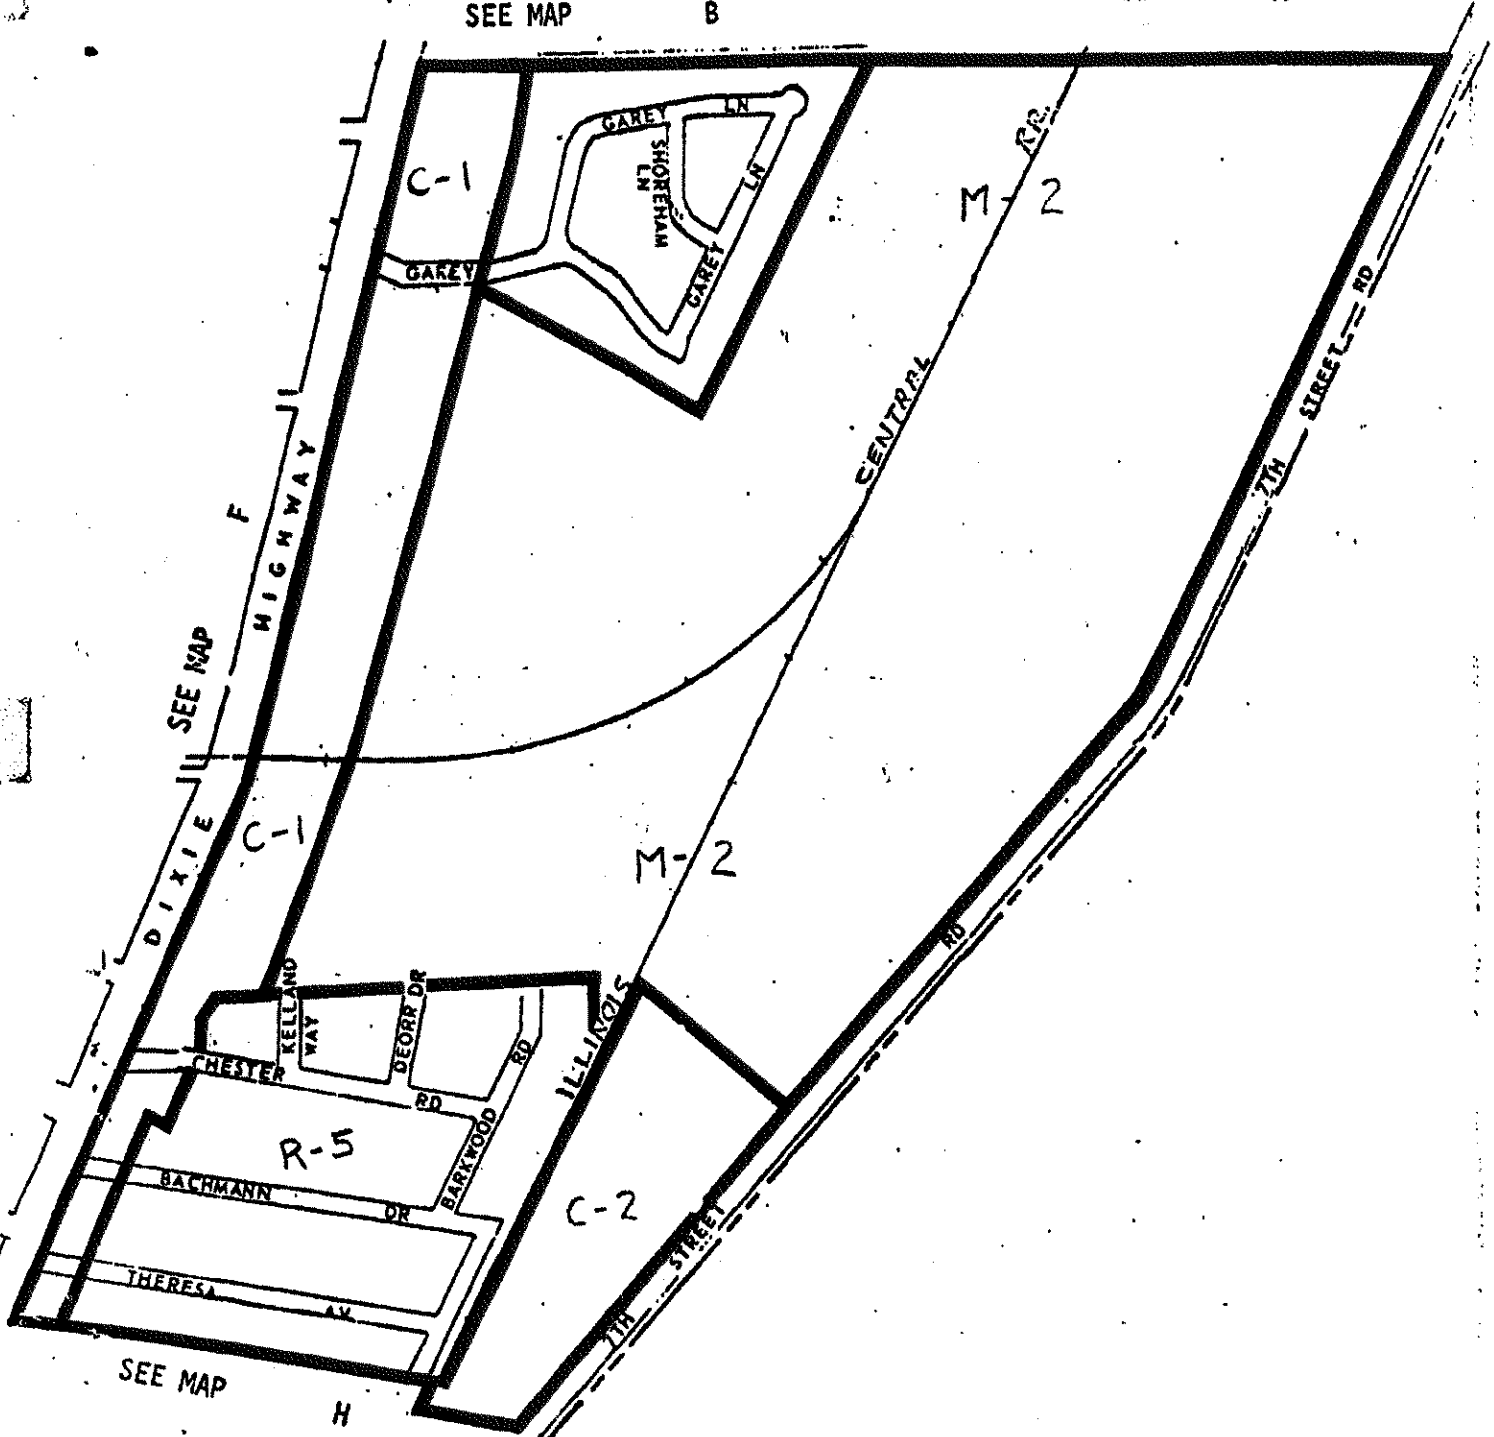 SEE MAP B
GAREY LN
SHOREHAM LN
LN
C-1
GAREY
GAREY
RR.
M-2
CENTRAL
7TH STREET RD
HIGHWAY
F
SEE MAP
DIXIE
C-1
M-2
RD
ILLINOIS
KELLAND WAY
DEORR DR
RD
CHESTER RD
BARKWOOD
R-5
BACHMANN DR
C-2
7TH STREET
THERESA AV
SEE MAP H